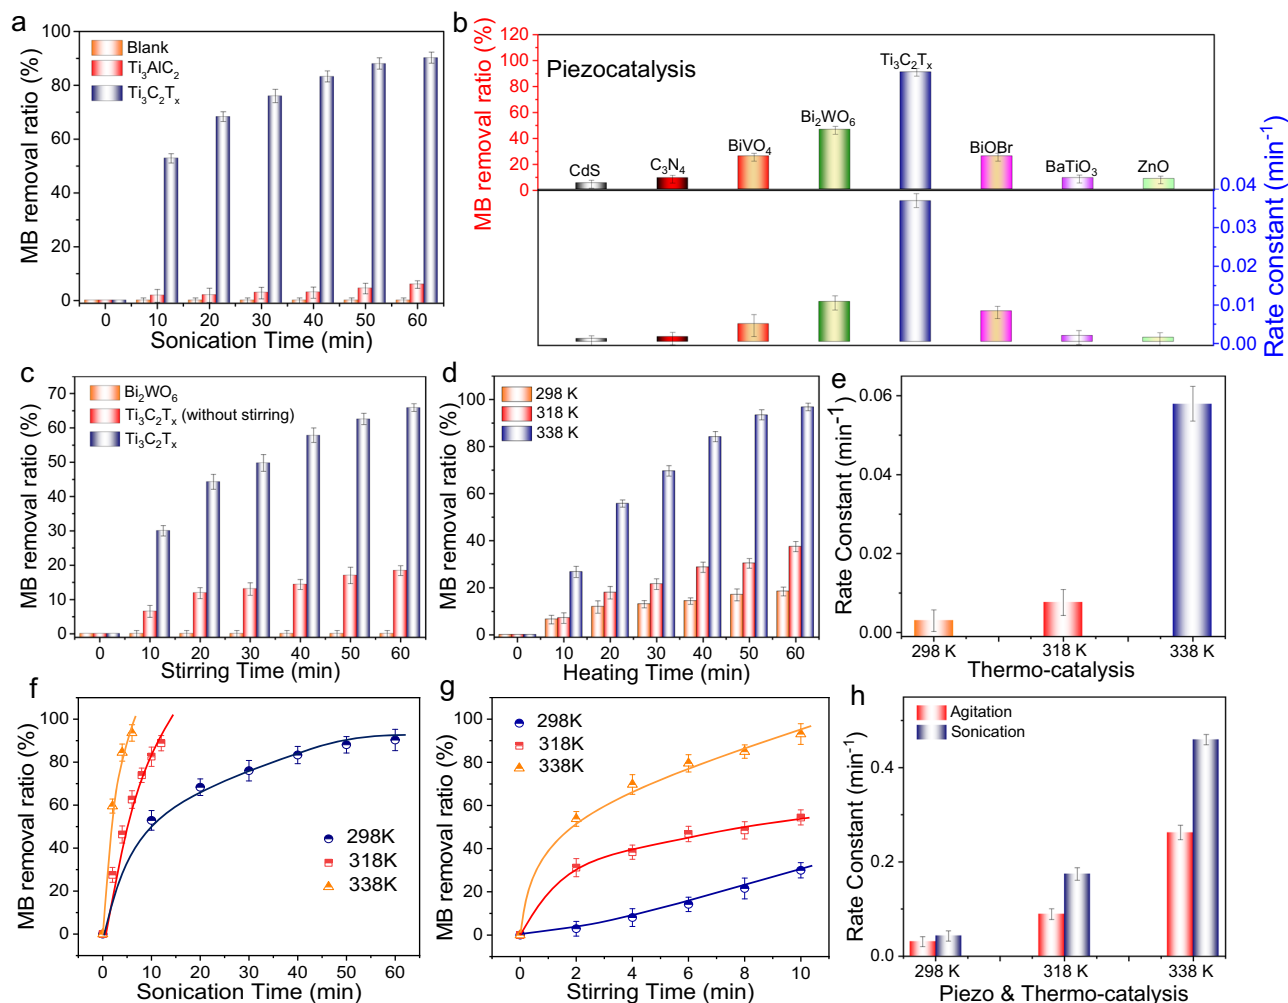 a
MB removal ratio (%)
100
80
60
40
20
0
Blank
Ti₃AlC₂
Ti₃C₂Tₓ
0 10 20 30 40 50 60
Sonication Time (min)
b
MB removal ratio (%)
120
100
80
60
40
20
0
Piezocatalysis
CdS
C₃N₄
BiVO₄
Bi₂WO₆
Ti₃C₂Tₓ
BiOBr
BaTiO₃
ZnO
0.04
0.03
0.02
0.01
0.00
Rate constant (min⁻¹)
c
MB removal ratio (%)
70
60
50
40
30
20
10
0
Bi₂WO₆
Ti₃C₂Tₓ (without stirring)
Ti₃C₂Tₓ
0 10 20 30 40 50 60
Stirring Time (min)
d
MB removal ratio (%)
100
80
60
40
20
0
298 K
318 K
338 K
0 10 20 30 40 50 60
Heating Time (min)
e
Rate Constant (min⁻¹)
0.06
0.02
0.00
298 K 318 K 338 K
Thermo-catalysis
f
MB removal ratio (%)
100
80
60
40
20
0
298K
318K
338K
0 10 20 30 40 50 60
Sonication Time (min)
g
MB removal ratio (%)
100
80
60
40
20
0
298K
318K
338K
0 2 4 6 8 10
Stirring Time (min)
h
Rate Constant (min⁻¹)
0.4
0.2
0.0
Agitation
Sonication
298 K 318 K 338 K
Piezo & Thermo-catalysis